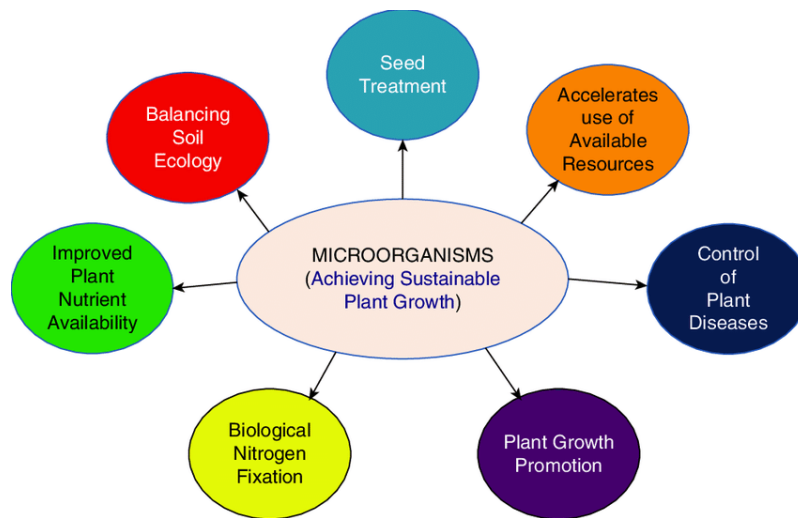 Seed
Treatment
Balancing
Soil
Ecology
Accelerates
use of
Available
Resources
MICROORGANISMS
(Achieving Sustainable
Plant Growth)
Improved
Plant
Nutrient
Availability
Control
of
Plant
Diseases
Biological
Nitrogen
Fixation
Plant Growth
Promotion